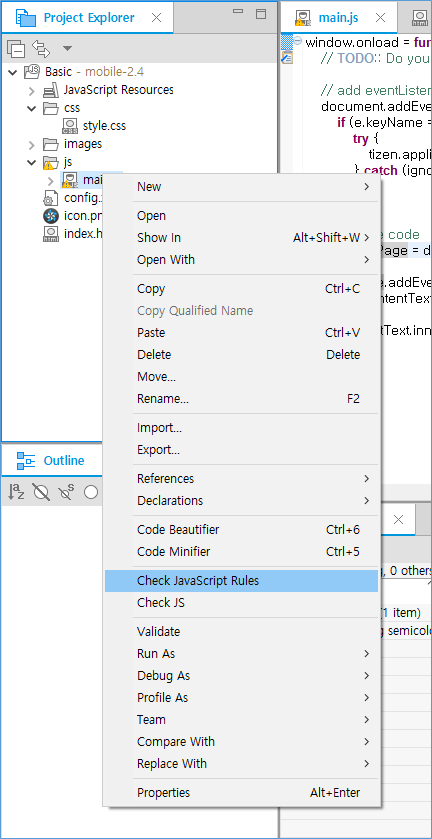 Project Explorer
Basic - mobile-2.4
JavaScript Resources
css
style.css
images
js
config.
icon.pn
index.h
Outline
main.js
window.onload = fun
// TODO:: Do you
// add eventListen
document.addEve
if (e.keyName =
try {
tizen.appli
} catch (igno
code
Page = d
e.addEve
ntentText
tText.inn
New
Open
Show In Alt+Shift+W
Open With
Copy Ctrl+C
Copy Qualified Name
Paste Ctrl+V
Delete Delete
Move...
Rename... F2
Import...
Export...
References
Declarations
Code Beautifier Ctrl+6
Code Minifier Ctrl+5
Check JavaScript Rules
Check JS
Validate
Run As
Debug As
Profile As
Team
Compare With
Replace With
Properties Alt+Enter
, 0 others
(1 item)
g semicolo